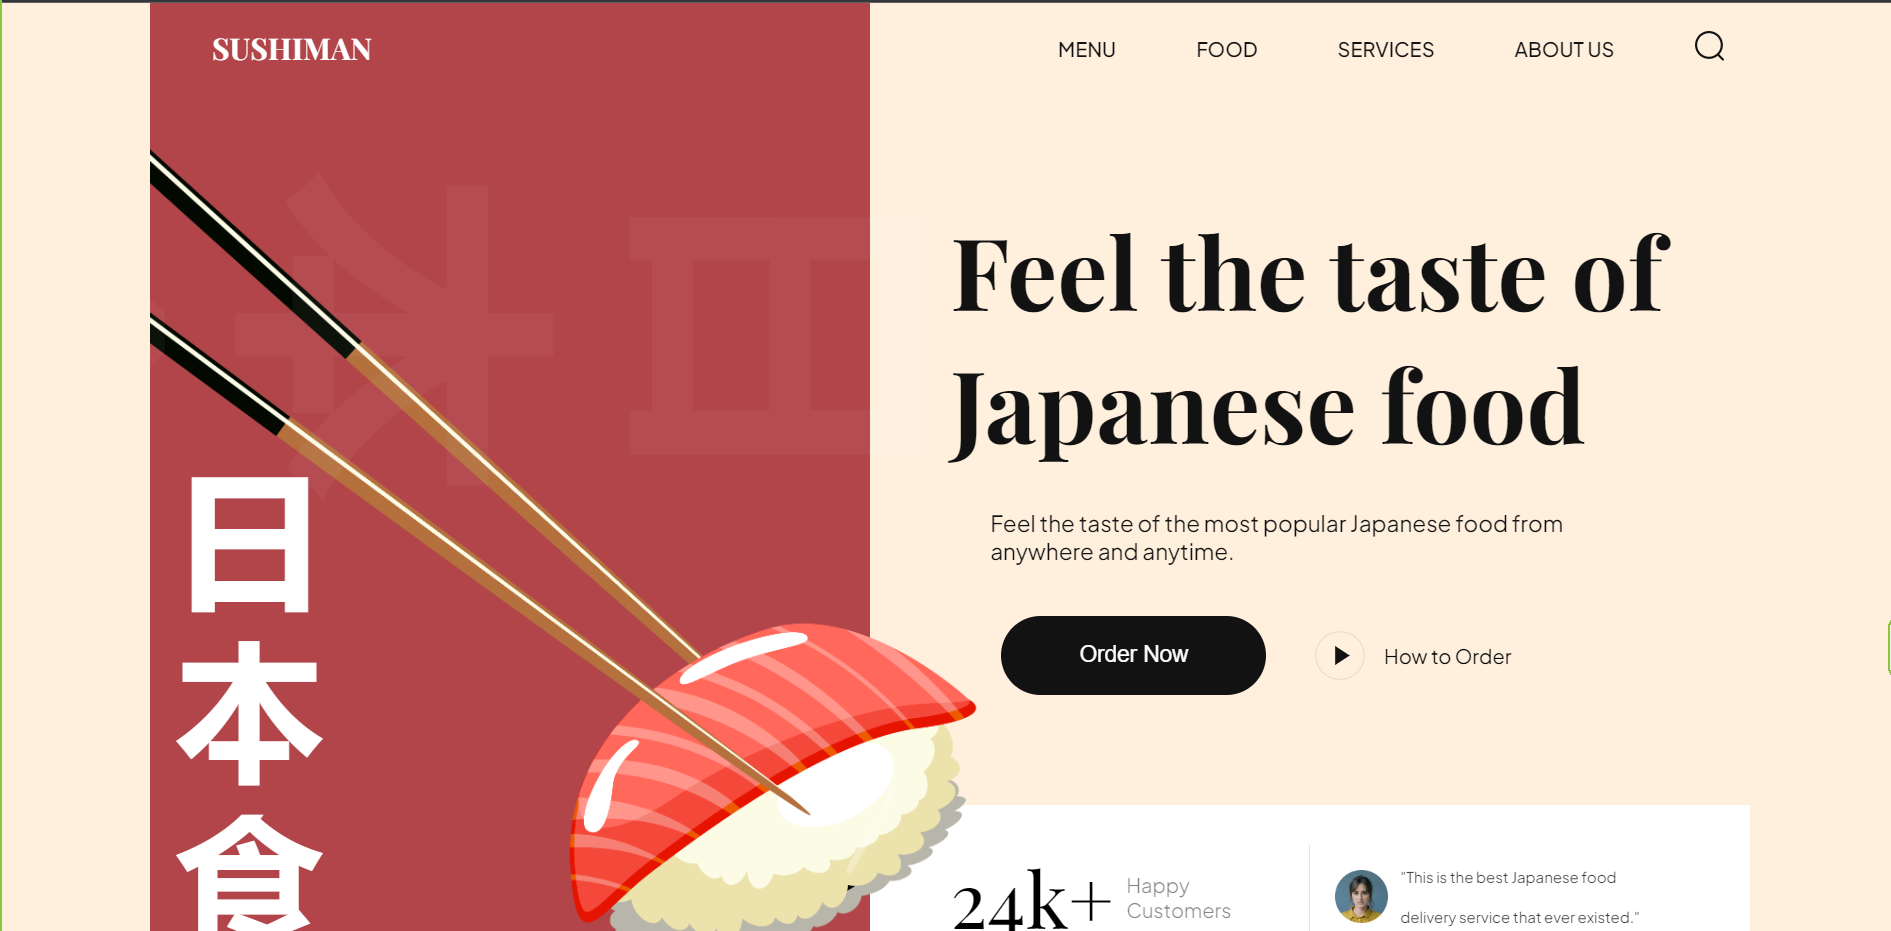 SUSHIMAN
MENU FOOD SERVICES ABOUT US
Feel the taste of
Japanese food
Feel the taste of the most popular Japanese food from
anywhere and anytime.
Order Now
How to Order
日
本
食
24k+
Happy
Customers
"This is the best Japanese food
delivery service that ever existed."